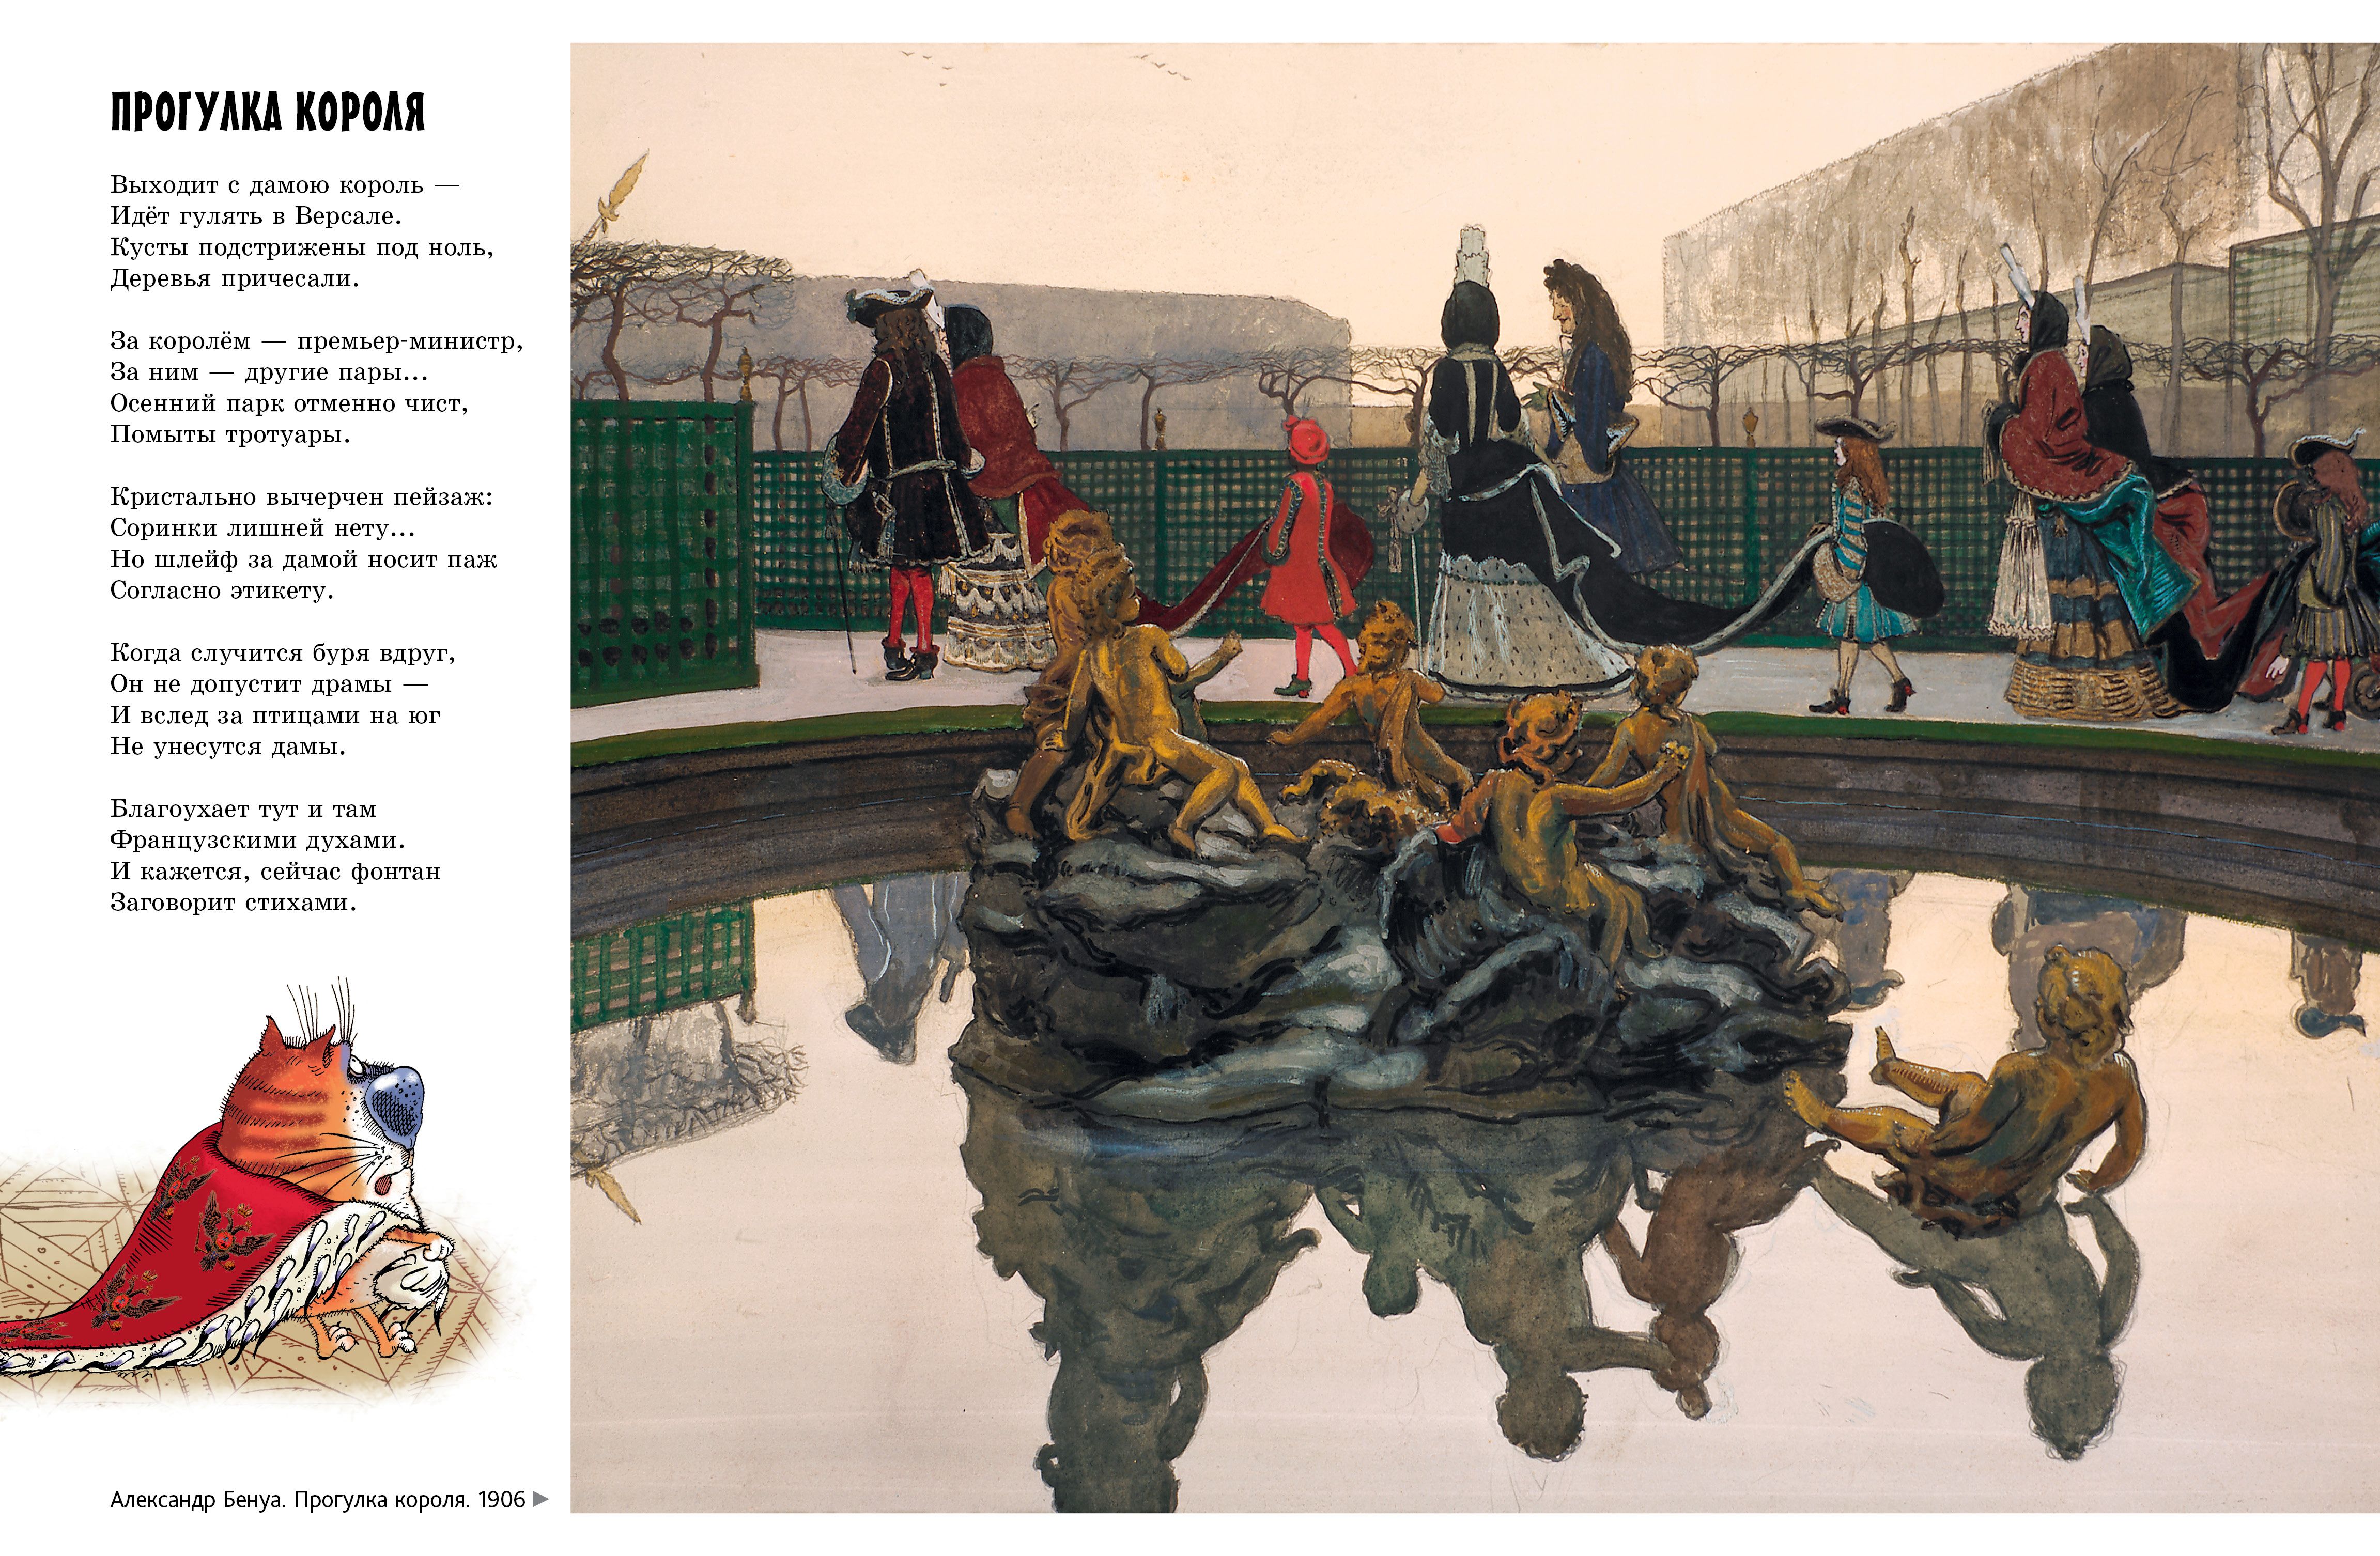 ПРОГУЛКА КОРОЛЯ
Выходит с дамою король —
Идёт гулять в Версале.
Кусты подстрижены под ноль,
Деревья причесали.
За королём — премьер-министр,
За ним — другие пары...
Осенний парк отменно чист,
Помыты тротуары.
Кристально вычерчен пейзаж:
Соринки лишней нету...
Но шлейф за дамой носит паж
Согласно этикету.
Когда случится буря вдруг,
Он не допустит драмы —
И вслед за птицами на юг
Не унесутся дамы.
Благоухает тут и там
Французскими духами.
И кажется, сейчас фонтан
Заговорит стихами.
Александр Бенуа. Прогулка короля. 1906